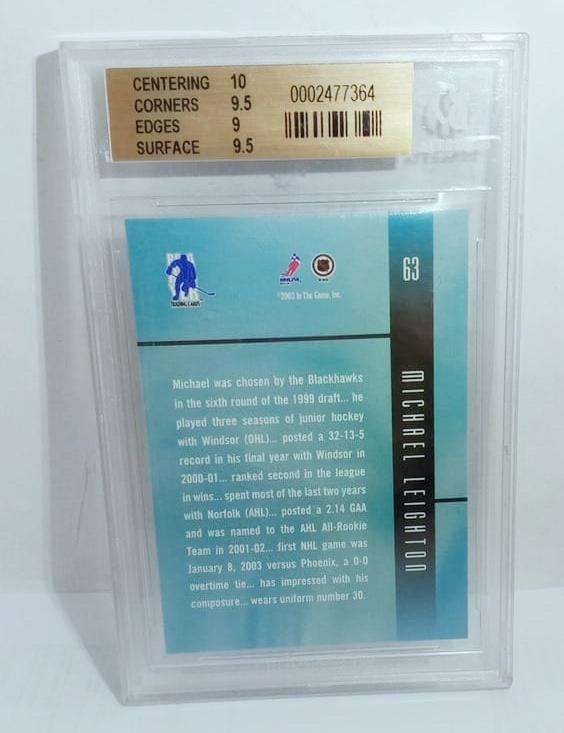 CENTERING 10
CORNERS 9.5
EDGES 9
SURFACE 9.5
0002477364
TRADING CARDS
NHLPA
©2003 In The Game, Inc.
63
MICHAEL LEIGHTON
Michael was chosen by the Blackhawks
in the sixth round of the 1999 draft... he
played three seasons of junior hockey
with Windsor (OHL)... posted a 32-13-5
record in his final year with Windsor in
2000-01... ranked second in the league
in wins... spent most of the last two years
with Norfolk (AHL)... posted a 2.14 GAA
and was named to the AHL All-Rookie
Team in 2001-02... first NHL game was
January 8, 2003 versus Phoenix, a 0-0
overtime tie... has impressed with his
composure... wears uniform number 30.